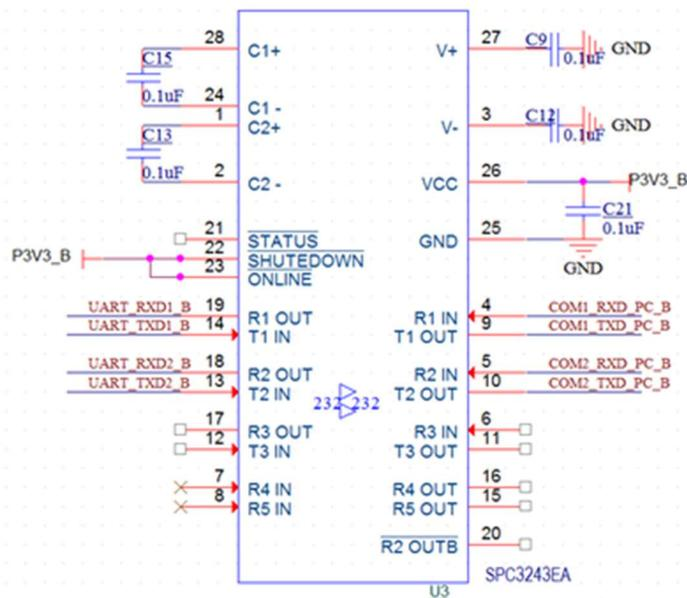 28 C1+ V+ 27 C9 0.1uF GND
C15
0.1uF
24 C1 -
1 C2+ V- 3 C12 0.1uF GND
C13
0.1uF
2 C2 - VCC 26 P3V3_B
C21
0.1uF
21 STATUS GND 25
GND
P3V3_B 22 SHUTEDOWN
23 ONLINE
UART_RXD1_B 19 R1 OUT R1 IN 4 COM1_RXD_PC_B
UART_TXD1_B 14 T1 IN T1 OUT 9 COM1_TXD_PC_B
UART_RXD2_B 18 R2 OUT R2 IN 5 COM2_RXD_PC_B
UART_TXD2_B 13 T2 IN T2 OUT 10 COM2_TXD_PC_B
232 232
17 R3 OUT R3 IN 6
12 T3 IN T3 OUT 11
7 R4 IN R4 OUT 16
8 R5 IN R5 OUT 15
R2 OUTB 20
SPC3243EA
U3